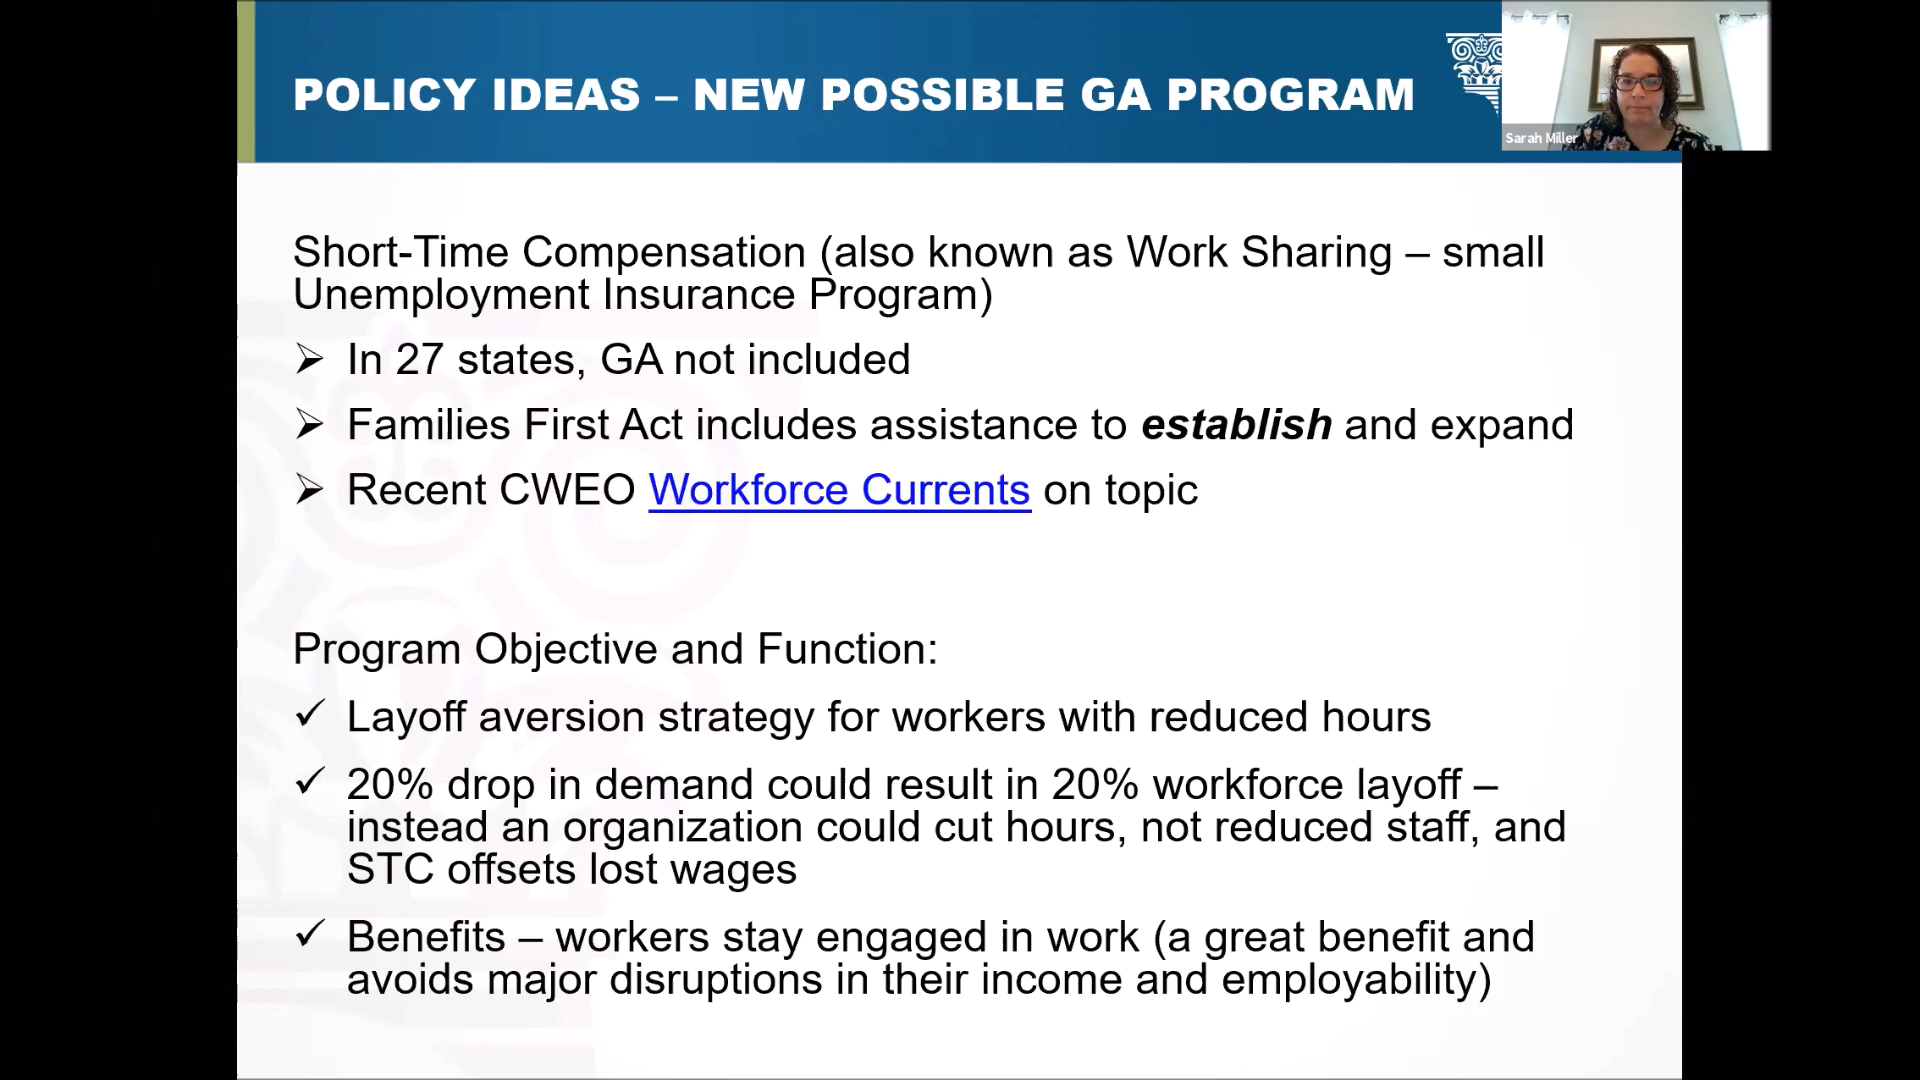 POLICY IDEAS – NEW POSSIBLE GA PROGRAM
Sarah Miller
Short-Time Compensation (also known as Work Sharing – small
Unemployment Insurance Program)
➢ In 27 states, GA not included
➢ Families First Act includes assistance to establish and expand
➢ Recent CWEO Workforce Currents on topic
Program Objective and Function:
✓ Layoff aversion strategy for workers with reduced hours
✓ 20% drop in demand could result in 20% workforce layoff –
instead an organization could cut hours, not reduced staff, and
STC offsets lost wages
✓ Benefits – workers stay engaged in work (a great benefit and
avoids major disruptions in their income and employability)